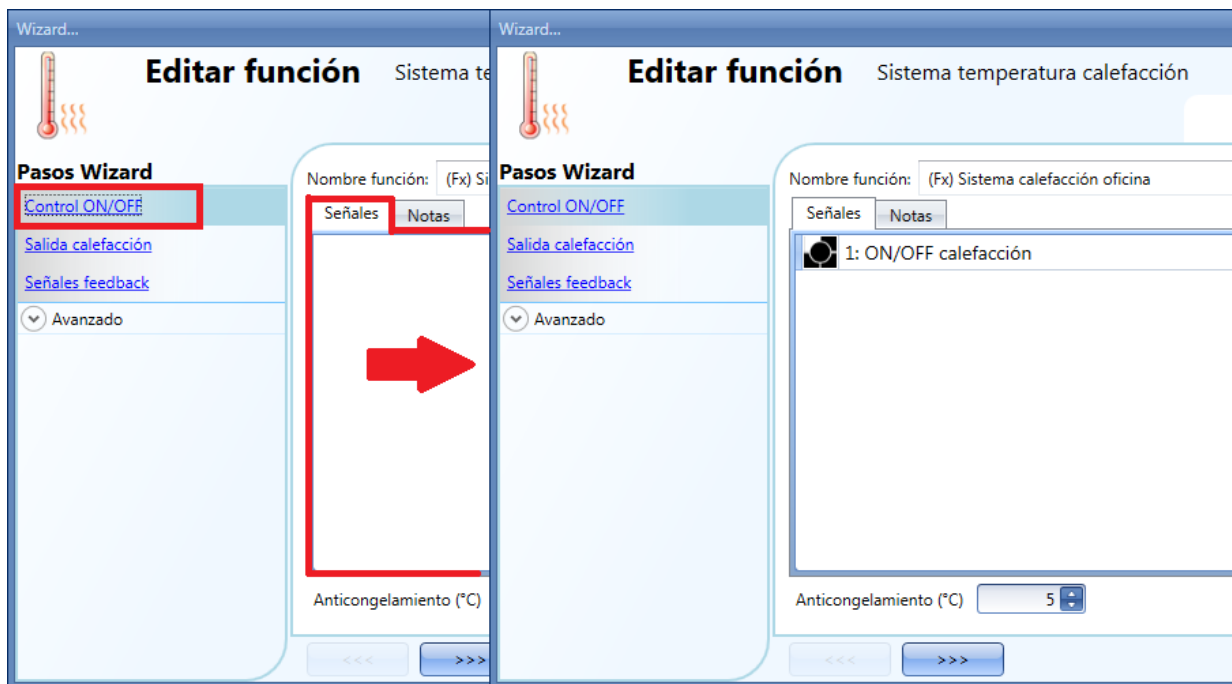 Wizard...
Editar función Sistema te
Pasos Wizard
Control ON/OFF
Salida calefacción
Señales feedback
Avanzado
Nombre función: (Fx) Si
Señales Notas
Anticongelamiento (°C)
<<< >>>
Wizard...
Editar función Sistema temperatura calefacción
Pasos Wizard
Control ON/OFF
Salida calefacción
Señales feedback
Avanzado
Nombre función: (Fx) Sistema calefacción oficina
Señales Notas
1: ON/OFF calefacción
Anticongelamiento (°C) 5
<<< >>>